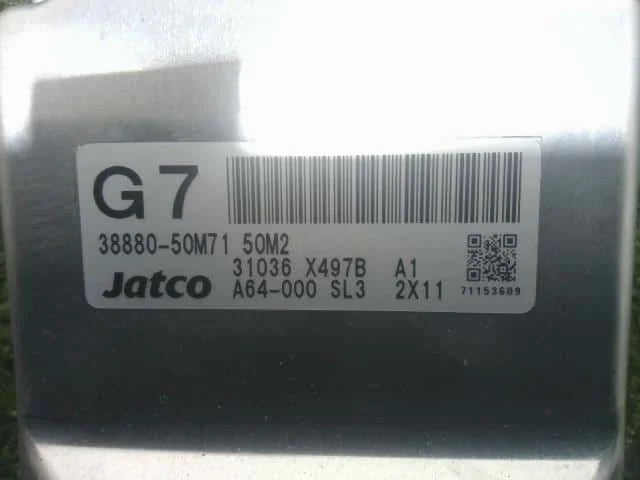 G7
38880-50M71 50M2
31036 X497B A1
Jatco A64-000 SL3 2X11 71153609